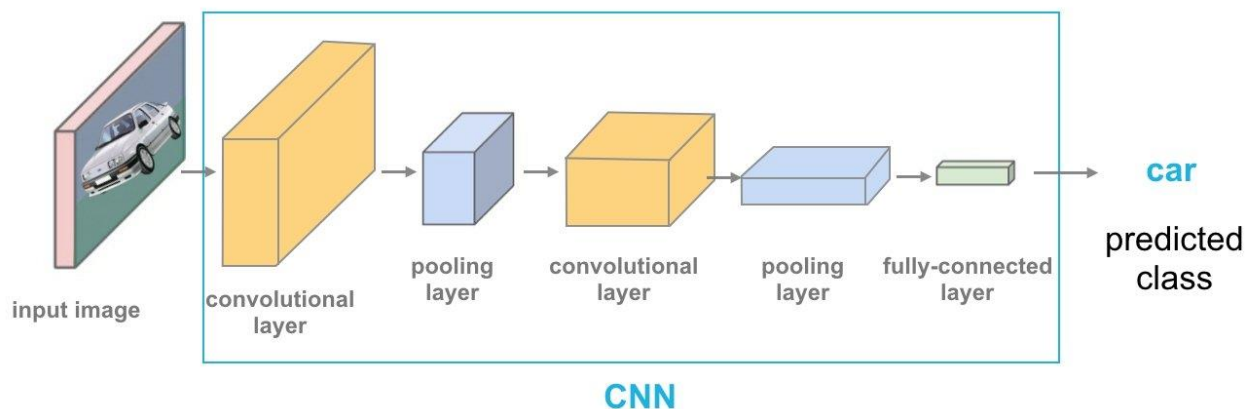 input image
convolutional
layer
pooling
layer
convolutional
layer
pooling
layer
fully-connected
layer
car
predicted
class
CNN